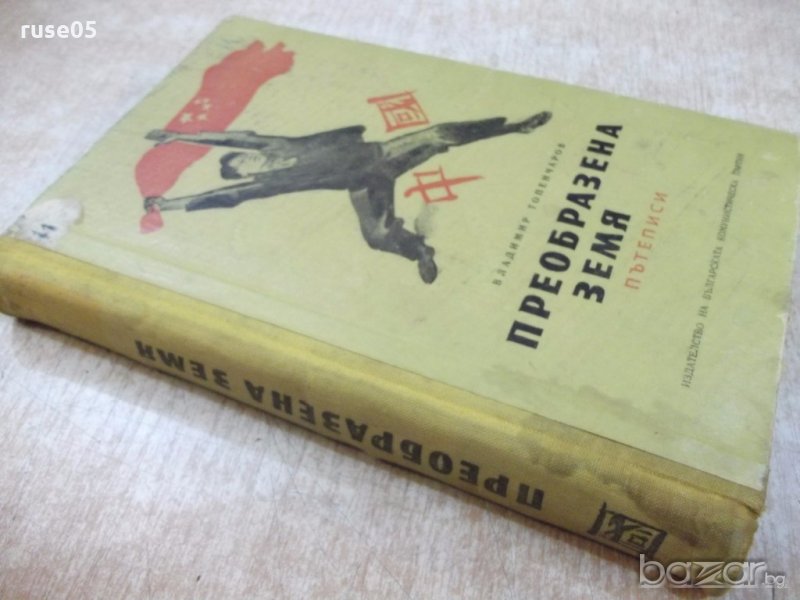 ruse05
中國
ВЛАДИМИР ТОПЕНЧАРОВ
ПРЕОБРАЗЕНА
ЗЕМЯ
ПЪТЕПИСИ
ИЗДАТЕЛСТВО НА БЪЛГАРСКАТА КОМУНИСТИЧЕСКА ПАРТИЯ
ПРЕОБРАЗЕНА ЗЕМЯ
bazar.bg